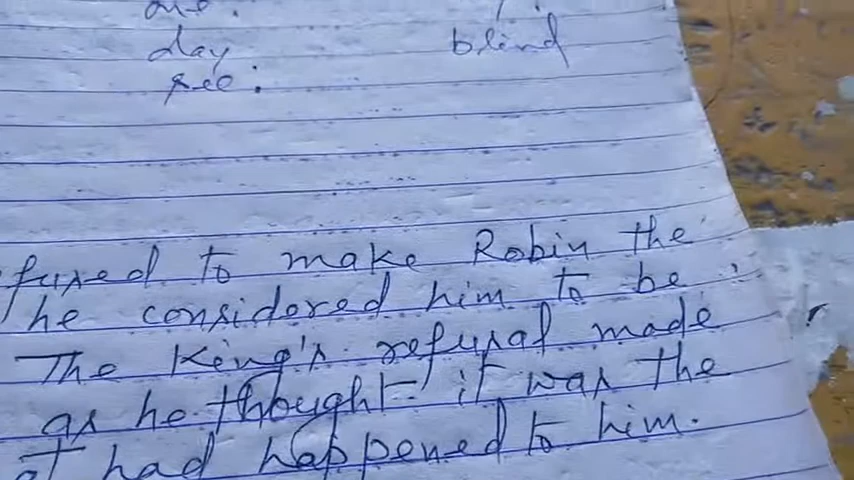 day blind
see.
fused to make Robin the
he considered him to be
The King's refusal made
as he thought it was the
at had happened to him.